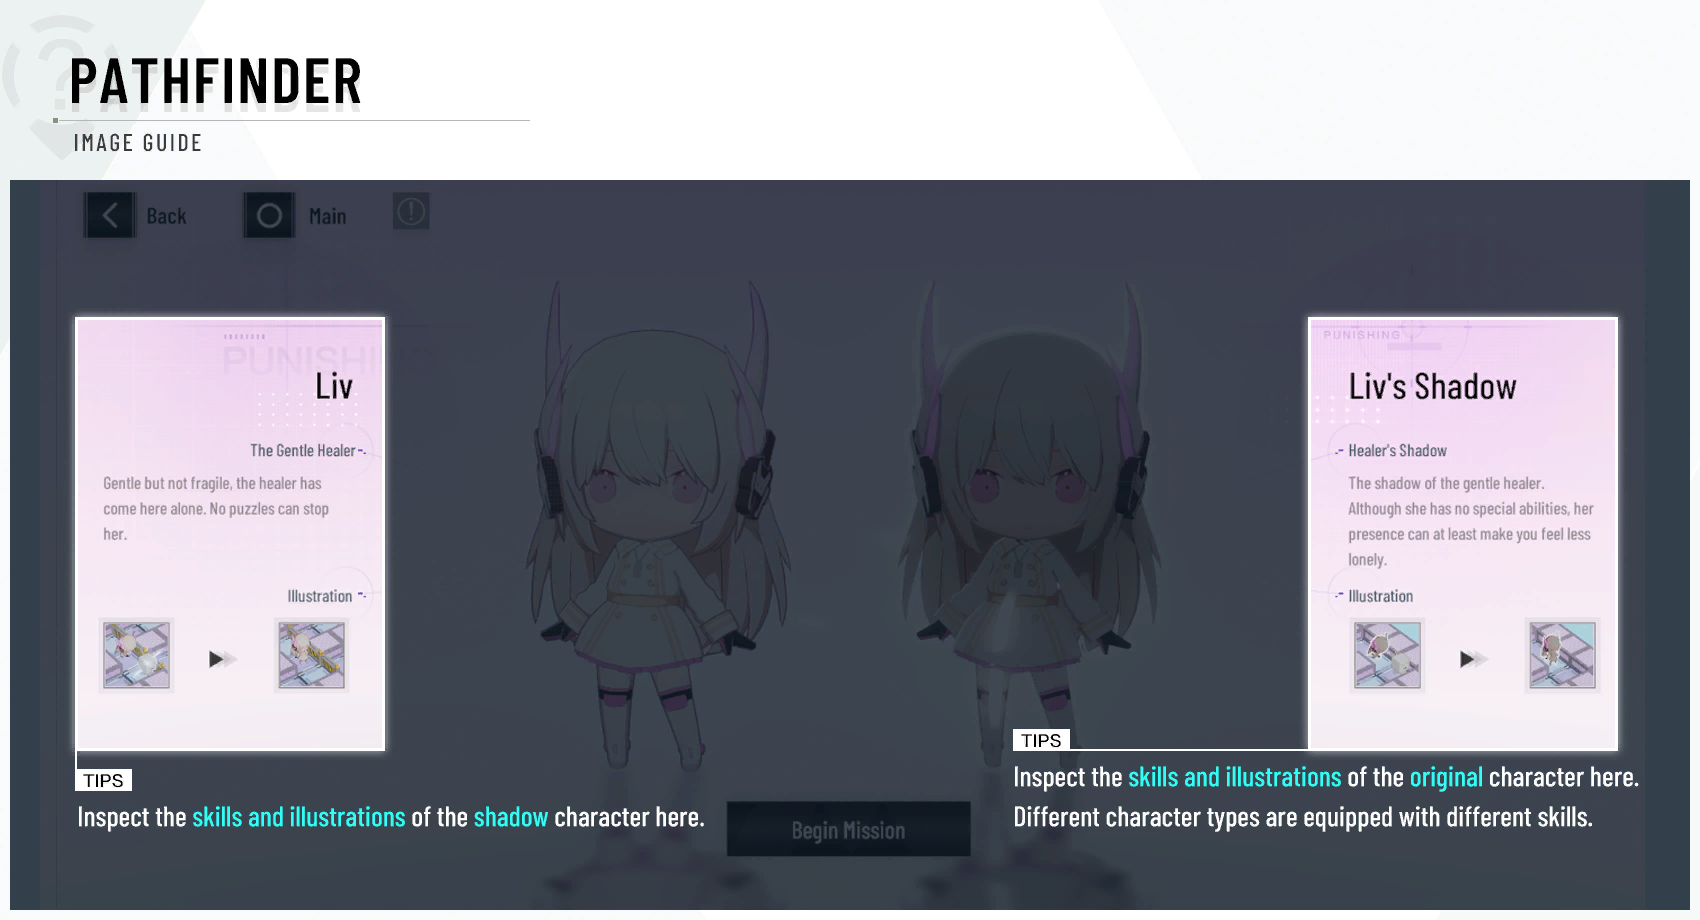 PATHFINDER
IMAGE GUIDE
Back
Main
PUNISHING
Liv
The Gentle Healer
Gentle but not fragile, the healer has
come here alone. No puzzles can stop
her.
Illustration
TIPS
Inspect the skills and illustrations of the shadow character here.
Begin Mission
PUNISHING
Liv's Shadow
Healer's Shadow
The shadow of the gentle healer.
Although she has no special abilities, her
presence can at least make you feel less
lonely.
Illustration
TIPS
Inspect the skills and illustrations of the original character here.
Different character types are equipped with different skills.